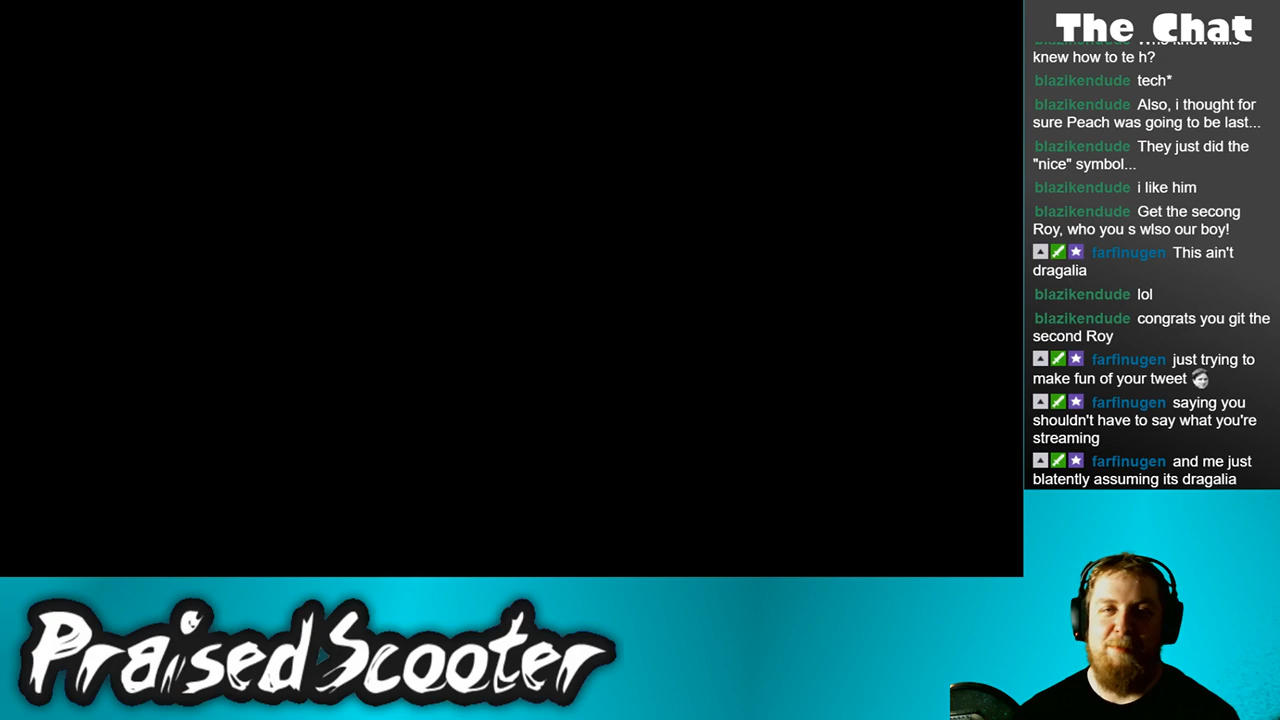 The Chat
knew how to te h?
blazikendude tech*
blazikendude Also, i thought for
sure Peach was going to be last...
blazikendude They just did the
"nice" symbol...
blazikendude i like him
blazikendude Get the secong
Roy, who you s wlso our boy!
farfinugen This ain't
dragalia
blazikendude lol
blazikendude congrats you git the
second Roy
farfinugen just trying to
make fun of your tweet
farfinugen saying you
shouldn't have to say what you're
streaming
farfinugen and me just
blatently assuming its dragalia
PraisedScooter